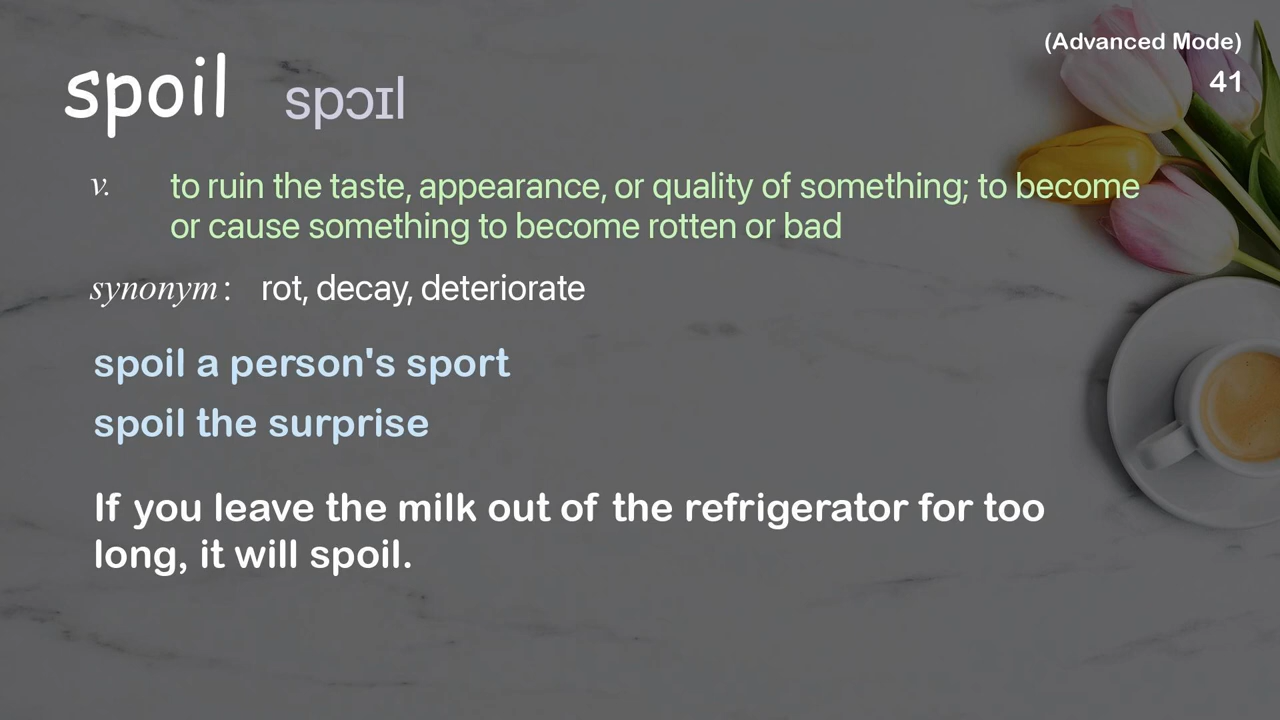 (Advanced Mode)
41
spoil spɔɪl
v. to ruin the taste, appearance, or quality of something; to become
or cause something to become rotten or bad
synonym: rot, decay, deteriorate
spoil a person's sport
spoil the surprise
If you leave the milk out of the refrigerator for too
long, it will spoil.